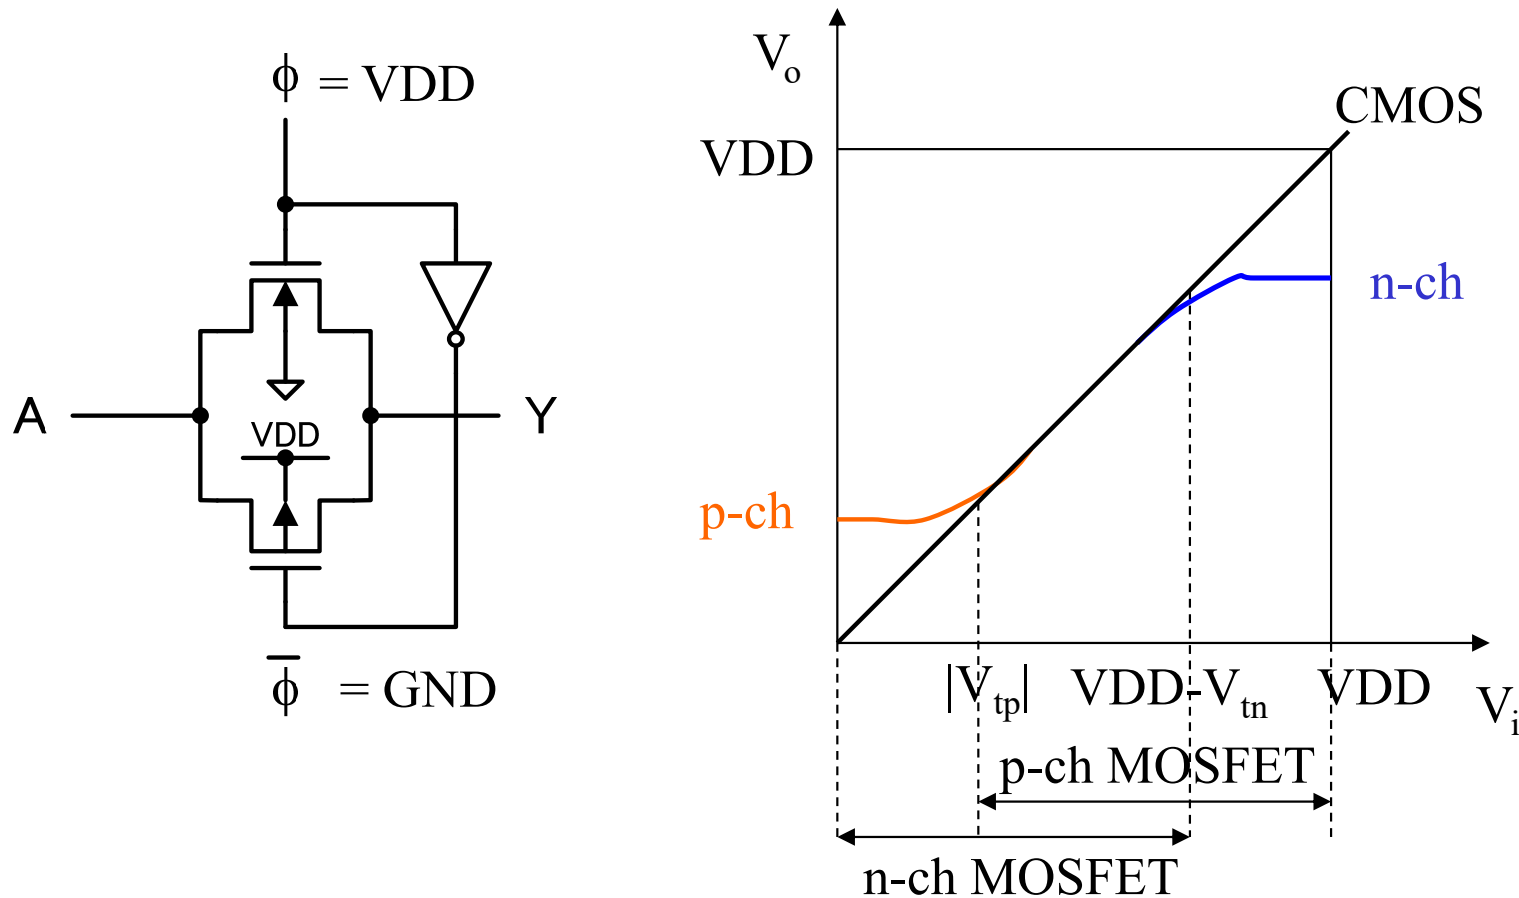 ϕ = VDD
A
VDD
Y
ϕ̅ = GND
Vₒ
VDD
CMOS
n-ch
p-ch
|Vtp|
VDD-Vtn
VDD
Vi
p-ch MOSFET
n-ch MOSFET